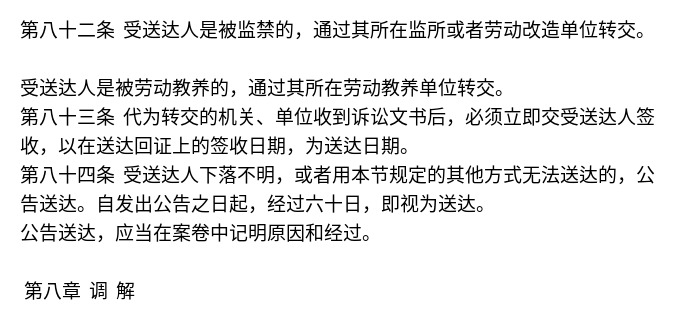 第八十二条 受送达人是被监禁的，通过其所在监所或者劳动改造单位转交。
受送达人是被劳动教养的，通过其所在劳动教养单位转交。
第八十三条 代为转交的机关、单位收到诉讼文书后，必须立即交受送达人签
收，以在送达回证上的签收日期，为送达日期。
第八十四条 受送达人下落不明，或者用本节规定的其他方式无法送达的，公
告送达。自发出公告之日起，经过六十日，即视为送达。
公告送达，应当在案卷中记明原因和经过。
第八章 调 解